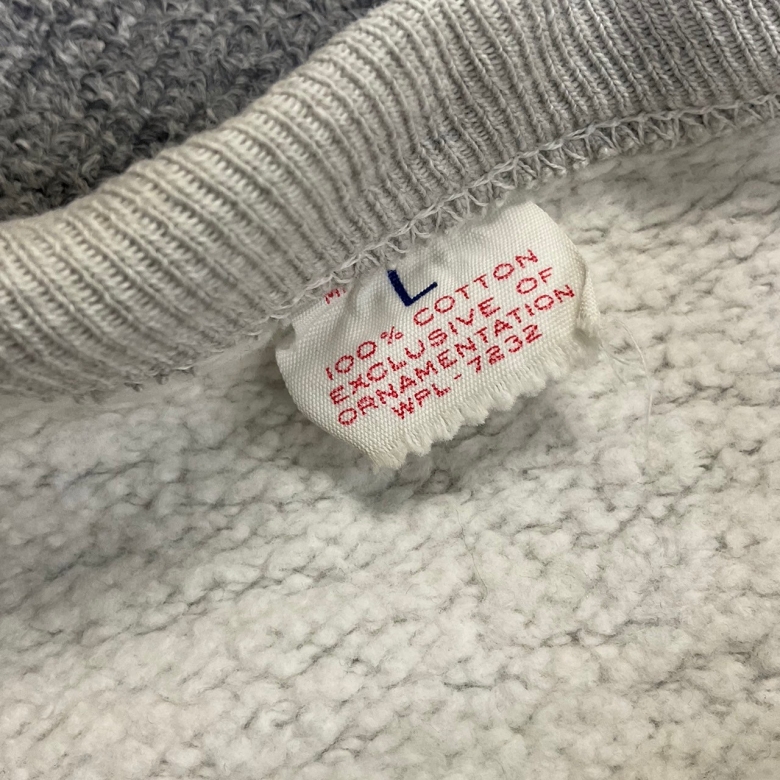 L
100% COTTON
EXCLUSIVE OF
ORNAMENTATION
WPL-7232